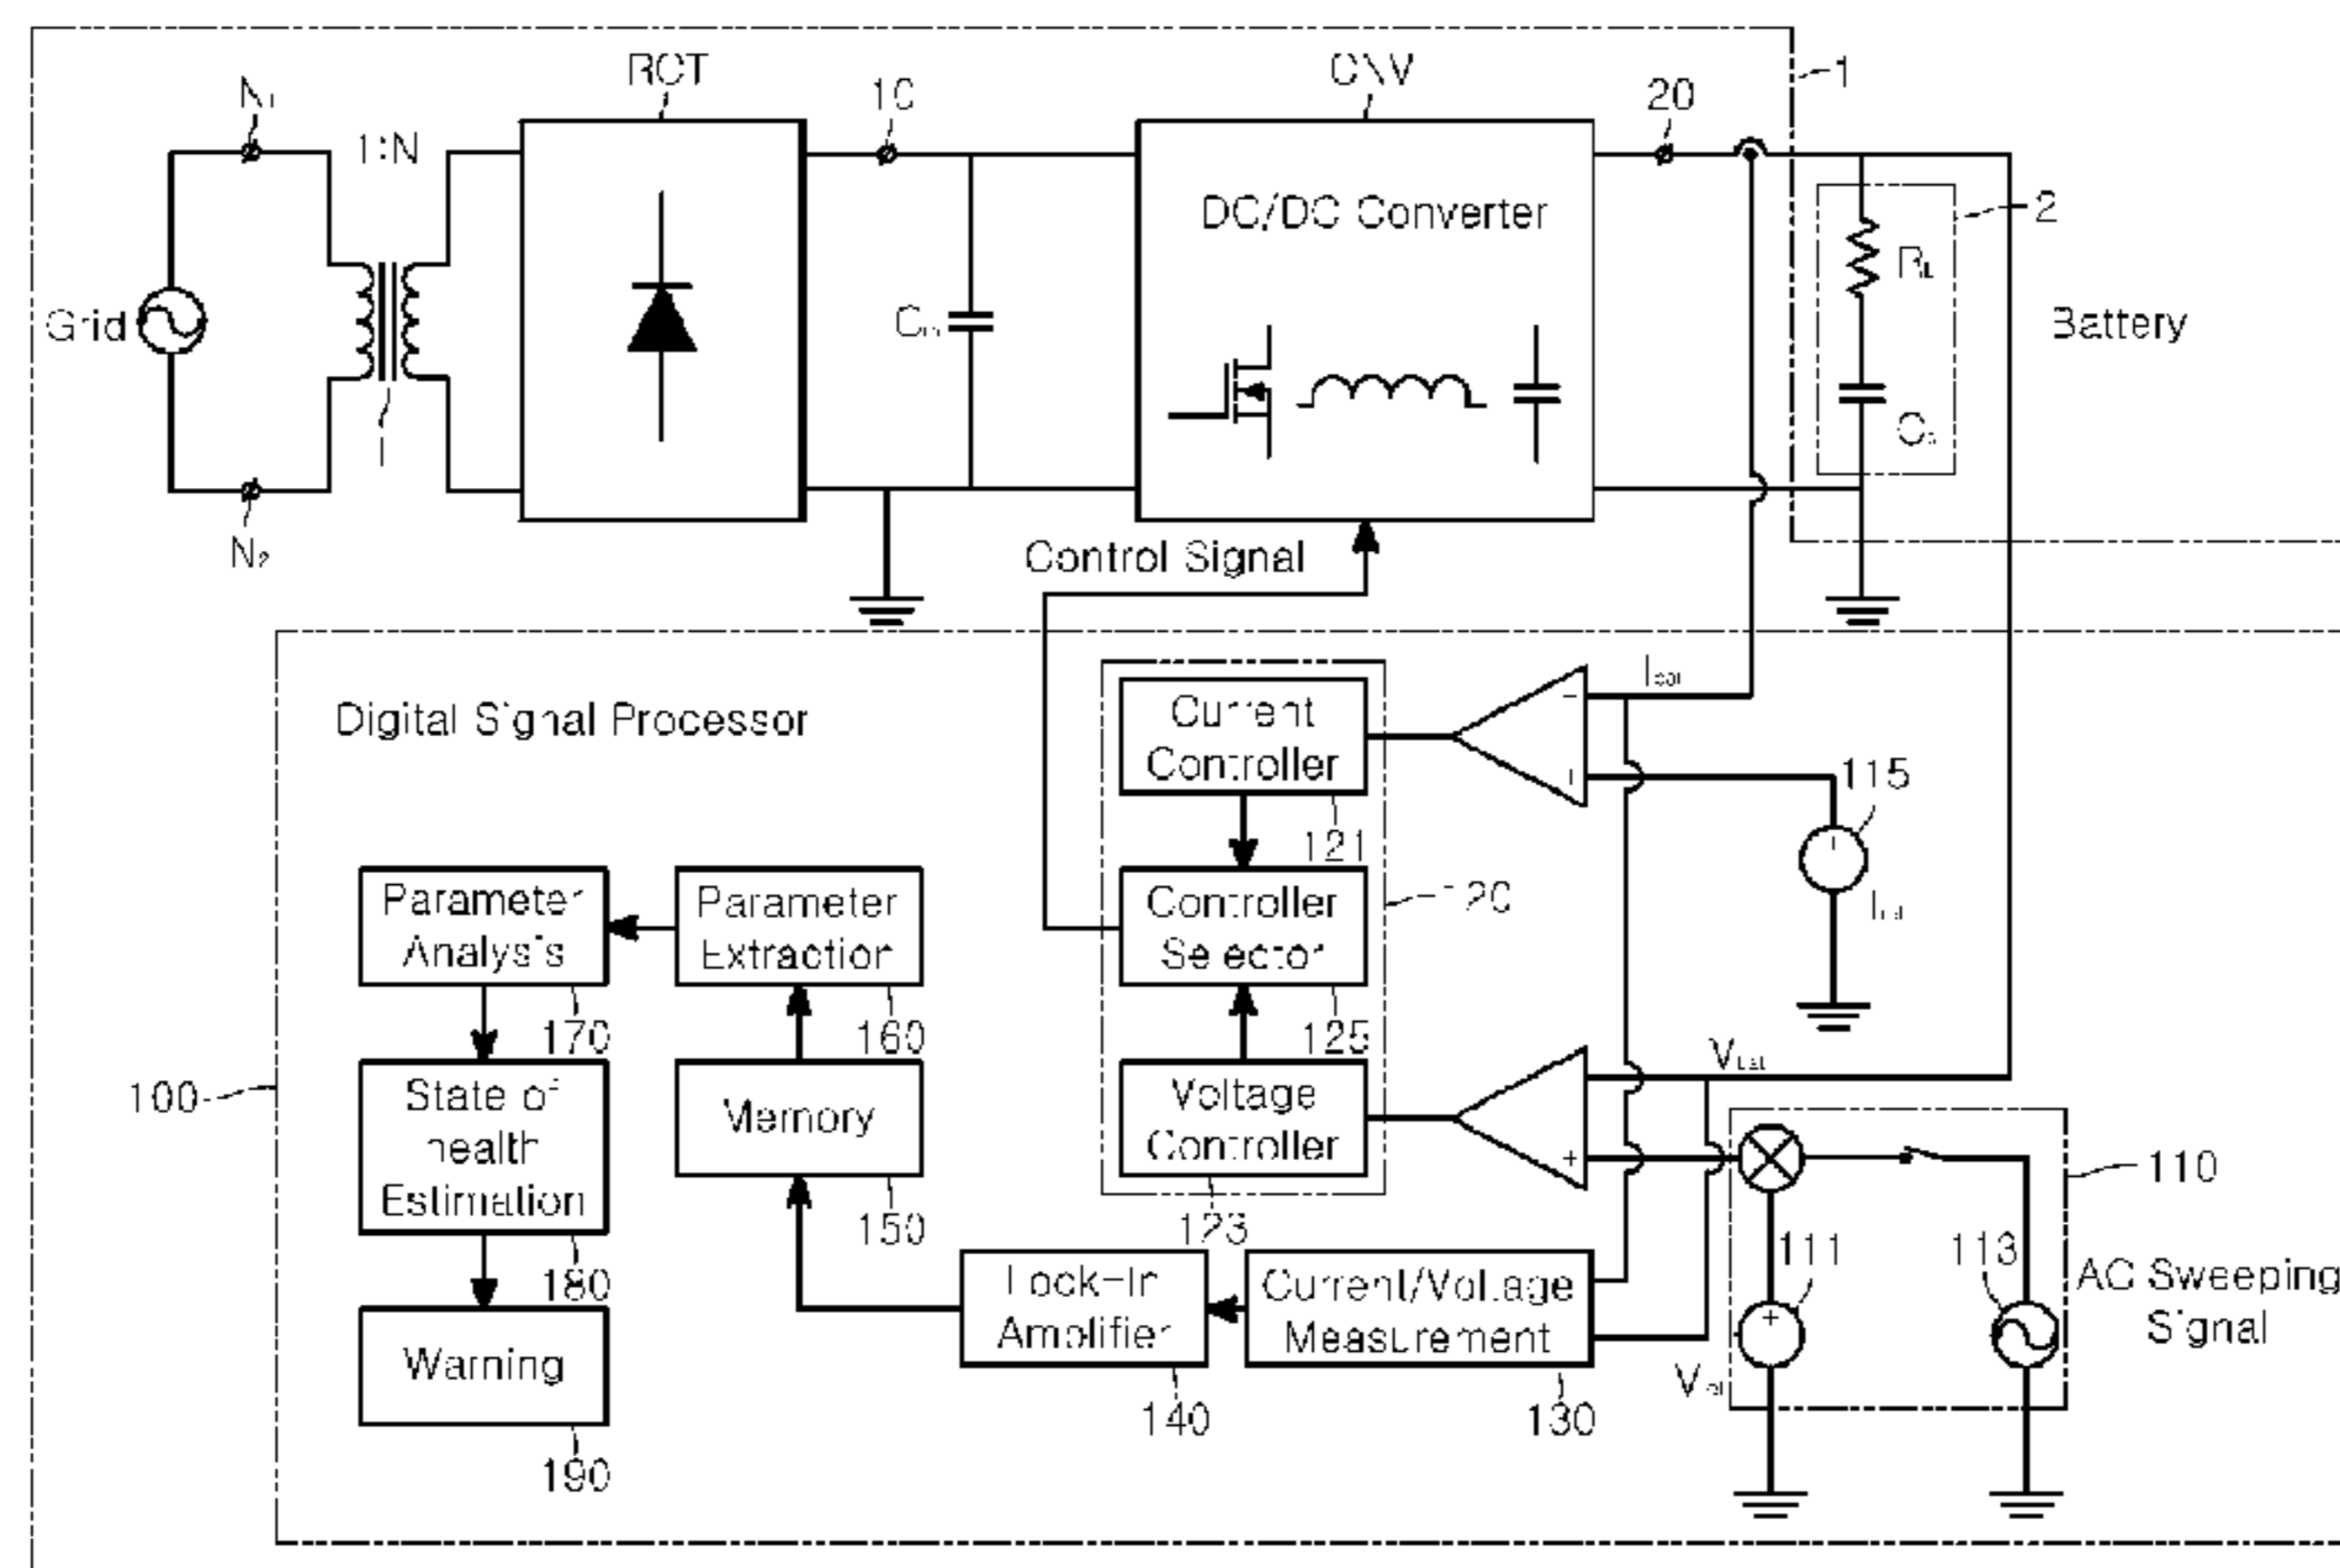 N₁
RCT
10
CNV
20
1
1:N
DC/DC Converter
2
Grid
Battery
N₂
Control Signal
Digital Signal Processor
Current
Controller
121
115
Controller
Selector
125
120
Parameter
Analysis
170
Parameter
Extraction
160
100
State of
health
Estimation
180
Memory
150
Voltage
Controller
123
+
110
111
113
+
AC Sweeping
Signal
Lock-In
Amplifier
140
Current/Voltage
Measurement
130
Warning
190